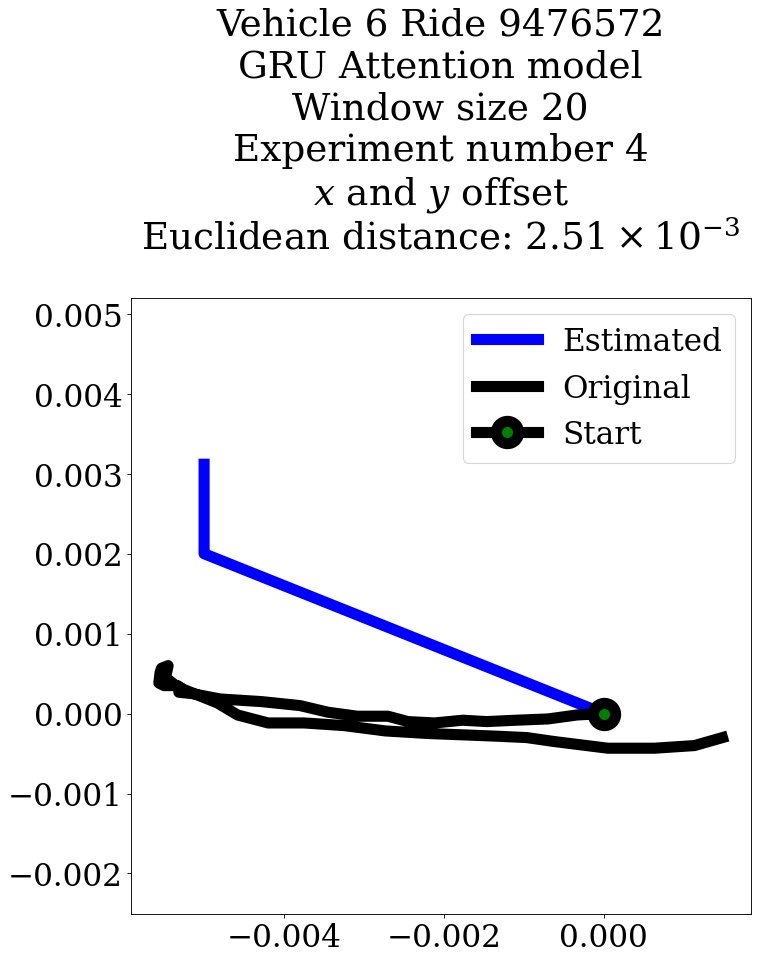 Vehicle 6 Ride 9476572
GRU Attention model
Window size 20
Experiment number 4
x and y offset
Euclidean distance: 2.51 × 10⁻³
0.005
0.004
0.003
0.002
0.001
0.000
−0.001
−0.002
Estimated
Original
Start
−0.004 −0.002 0.000